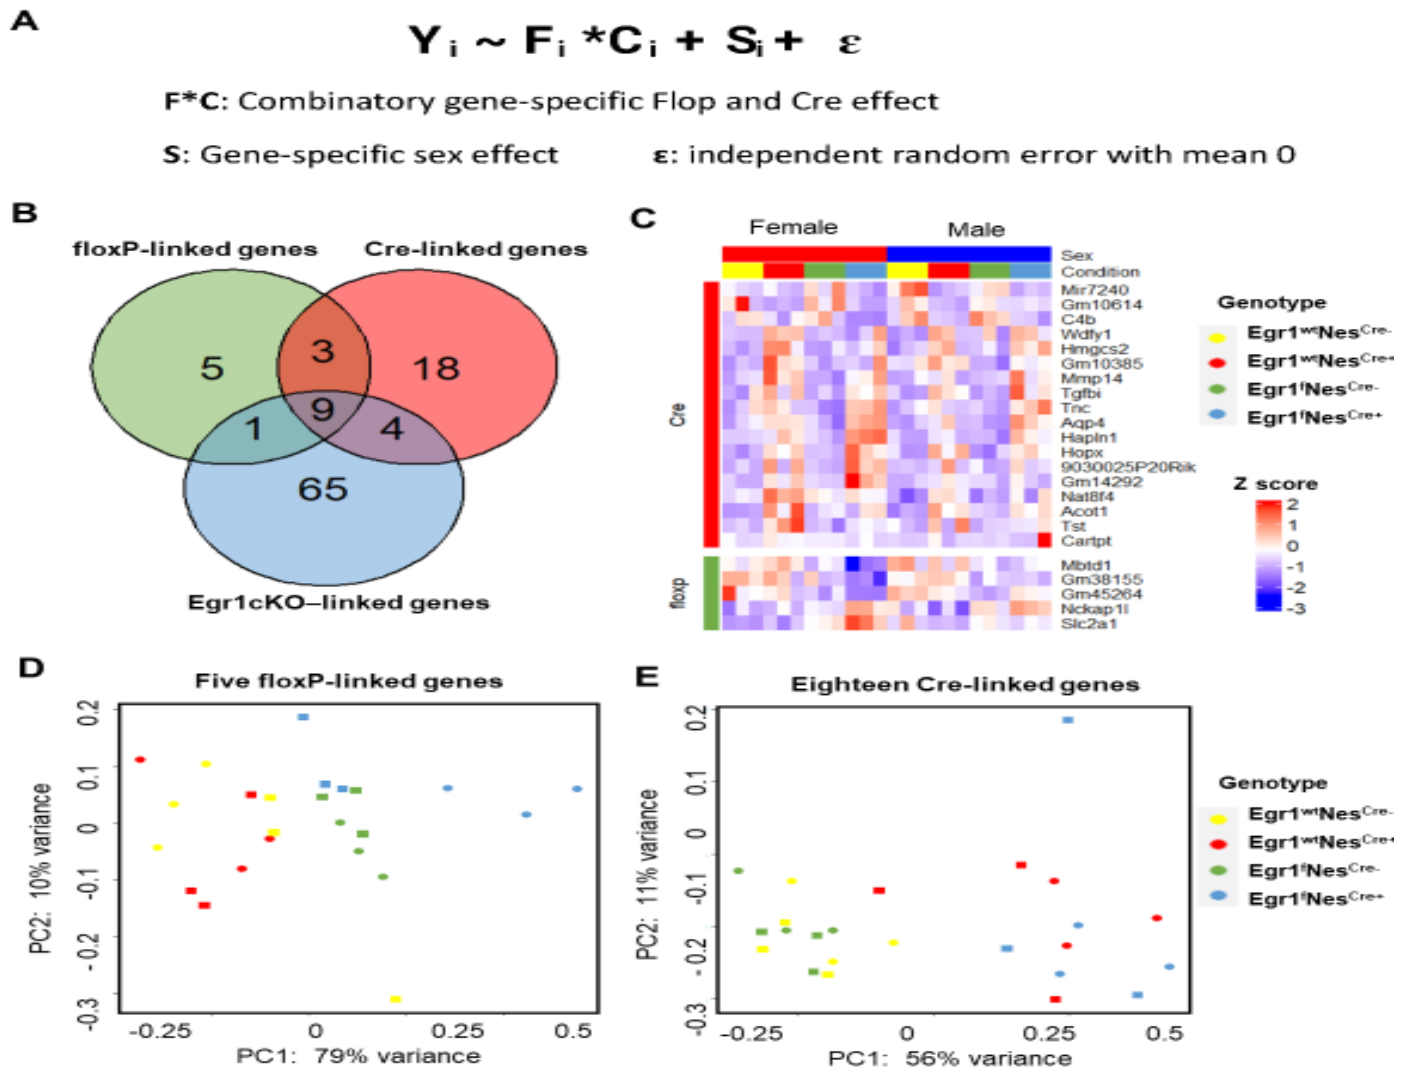 A
Y i ~ F i *C i + S i + ε
F*C: Combinatory gene-specific Flop and Cre effect
S: Gene-specific sex effect
ε: independent random error with mean 0
B
floxP-linked genes
Cre-linked genes
5
3
18
1
9
4
65
Egr1cKO–linked genes
C
Female
Male
Sex
Condition
Cre
Mir7240
Gm10614
C4b
Wdfy1
Hmgcs2
Gm10385
Mmp14
Tgfbi
Tnc
Aqp4
Hapln1
Hopx
9030025P20Rik
Gm14292
Nat8f4
Acot1
Tst
Cartpt
floxp
Mbtd1
Gm38155
Gm45264
Nckap1l
Slc2a1
Genotype
Egr1wtNesCre-
Egr1wtNesCre+
Egr1fNesCre-
Egr1fNesCre+
Z score
2
1
0
-1
-2
-3
D
Five floxP-linked genes
PC2: 10% variance
0.2
0.1
0
-0.1
-0.2
-0.3
-0.25
0
0.25
0.5
PC1: 79% variance
E
Eighteen Cre-linked genes
PC2: 11% variance
0.2
0.1
0
-0.1
-0.2
-0.3
-0.25
0
0.25
0.5
PC1: 56% variance
Genotype
Egr1wtNesCre-
Egr1wtNesCre+
Egr1fNesCre-
Egr1fNesCre+